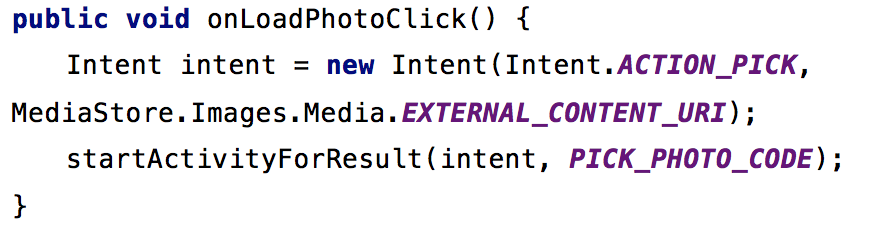 public void onLoadPhotoClick() {
Intent intent = new Intent(Intent.ACTION_PICK,
MediaStore.Images.Media.EXTERNAL_CONTENT_URI);
startActivityForResult(intent, PICK_PHOTO_CODE);
}